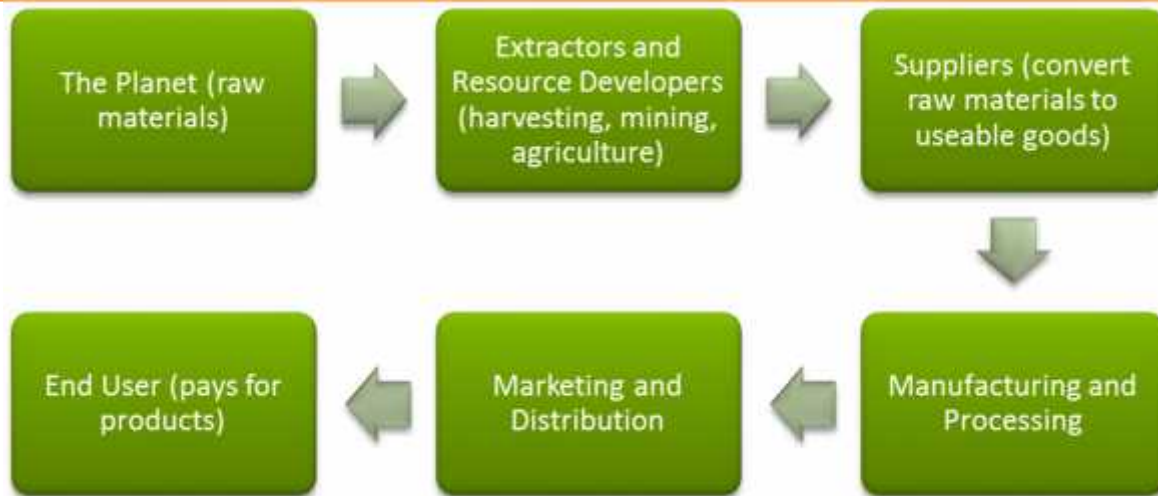 The Planet (raw
materials)
Extractors and
Resource Developers
(harvesting, mining,
agriculture)
Suppliers (convert
raw materials to
useable goods)
Manufacturing and
Processing
Marketing and
Distribution
End User (pays for
products)